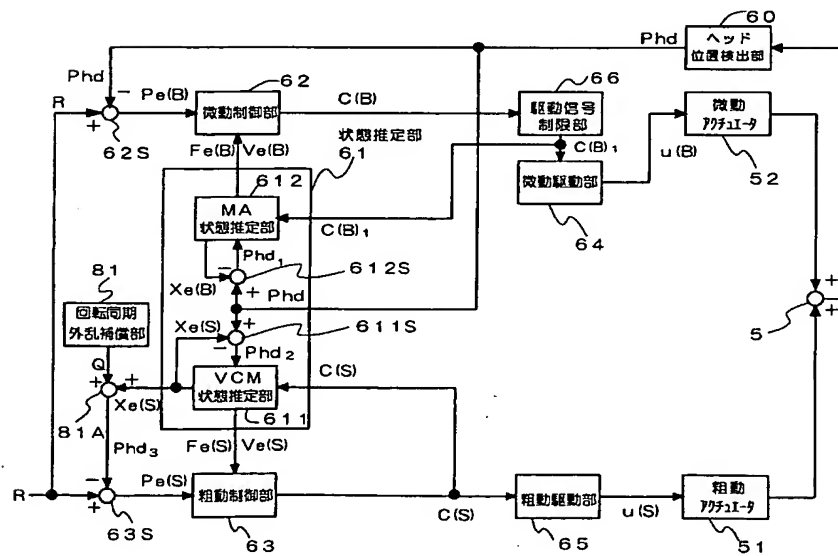 60
Phd
ヘッド
位置検出部
Phd
62
66
R
Pe(B)
微動制御部
C(B)
駆動信号
制限部
微動
アクチュエータ
−
+
62S
状態推定部
61
Fe(B)
Ve(B)
C(B)₁
u(B)
52
612
微動駆動部
MA
状態推定部
C(B)₁
64
Phd₁
−
612S
81
Xe(B)
+
Phd
+
回転同期
外乱補償部
Xe(S)
+
611S
5
−
+
−
Phd₂
Q
VCM
状態推定部
C(S)
+
+
Xe(S)
611
81A
Phd₃
Fe(S)
Ve(S)
−
R
Pe(S)
粗動制御部
粗動駆動部
粗動
アクチュエータ
+
C(S)
u(S)
63S
63
65
51